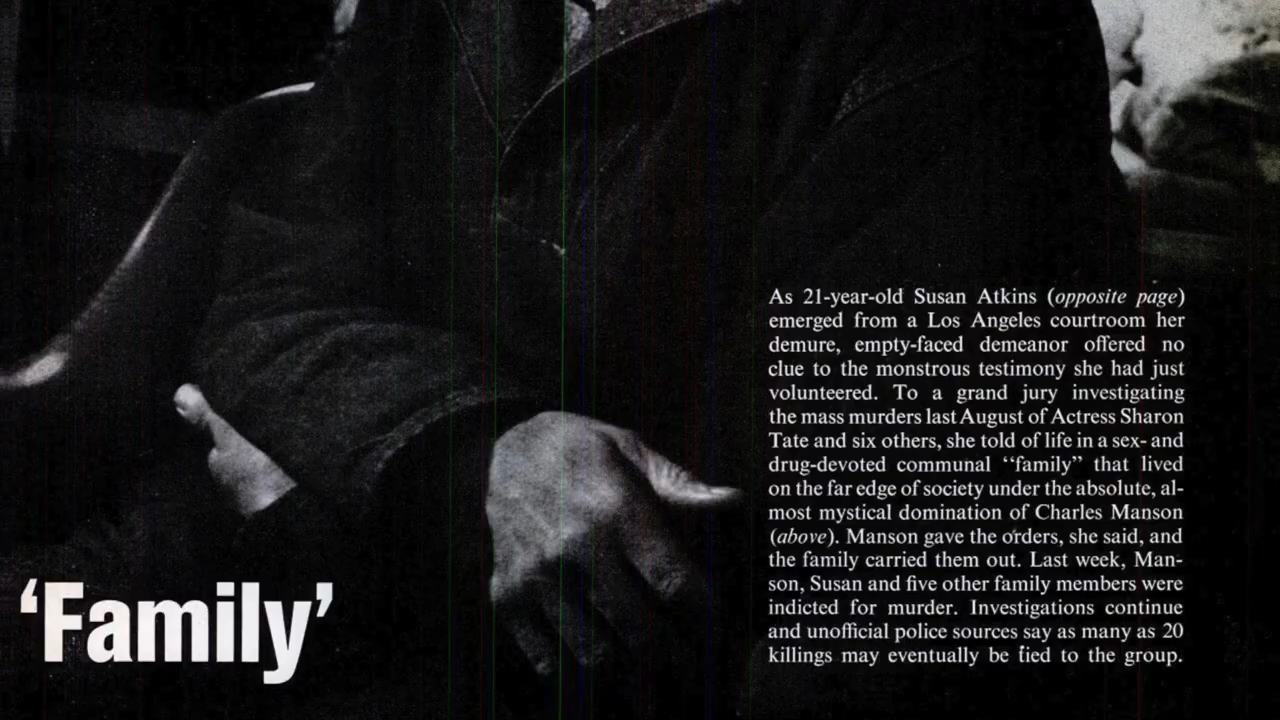 ‘Family’
As 21-year-old Susan Atkins (opposite page)
emerged from a Los Angeles courtroom her
demure, empty-faced demeanor offered no
clue to the monstrous testimony she had just
volunteered. To a grand jury investigating
the mass murders last August of Actress Sharon
Tate and six others, she told of life in a sex- and
drug-devoted communal “family” that lived
on the far edge of society under the absolute, al-
most mystical domination of Charles Manson
(above). Manson gave the orders, she said, and
the family carried them out. Last week, Man-
son, Susan and five other family members were
indicted for murder. Investigations continue
and unofficial police sources say as many as 20
killings may eventually be tied to the group.